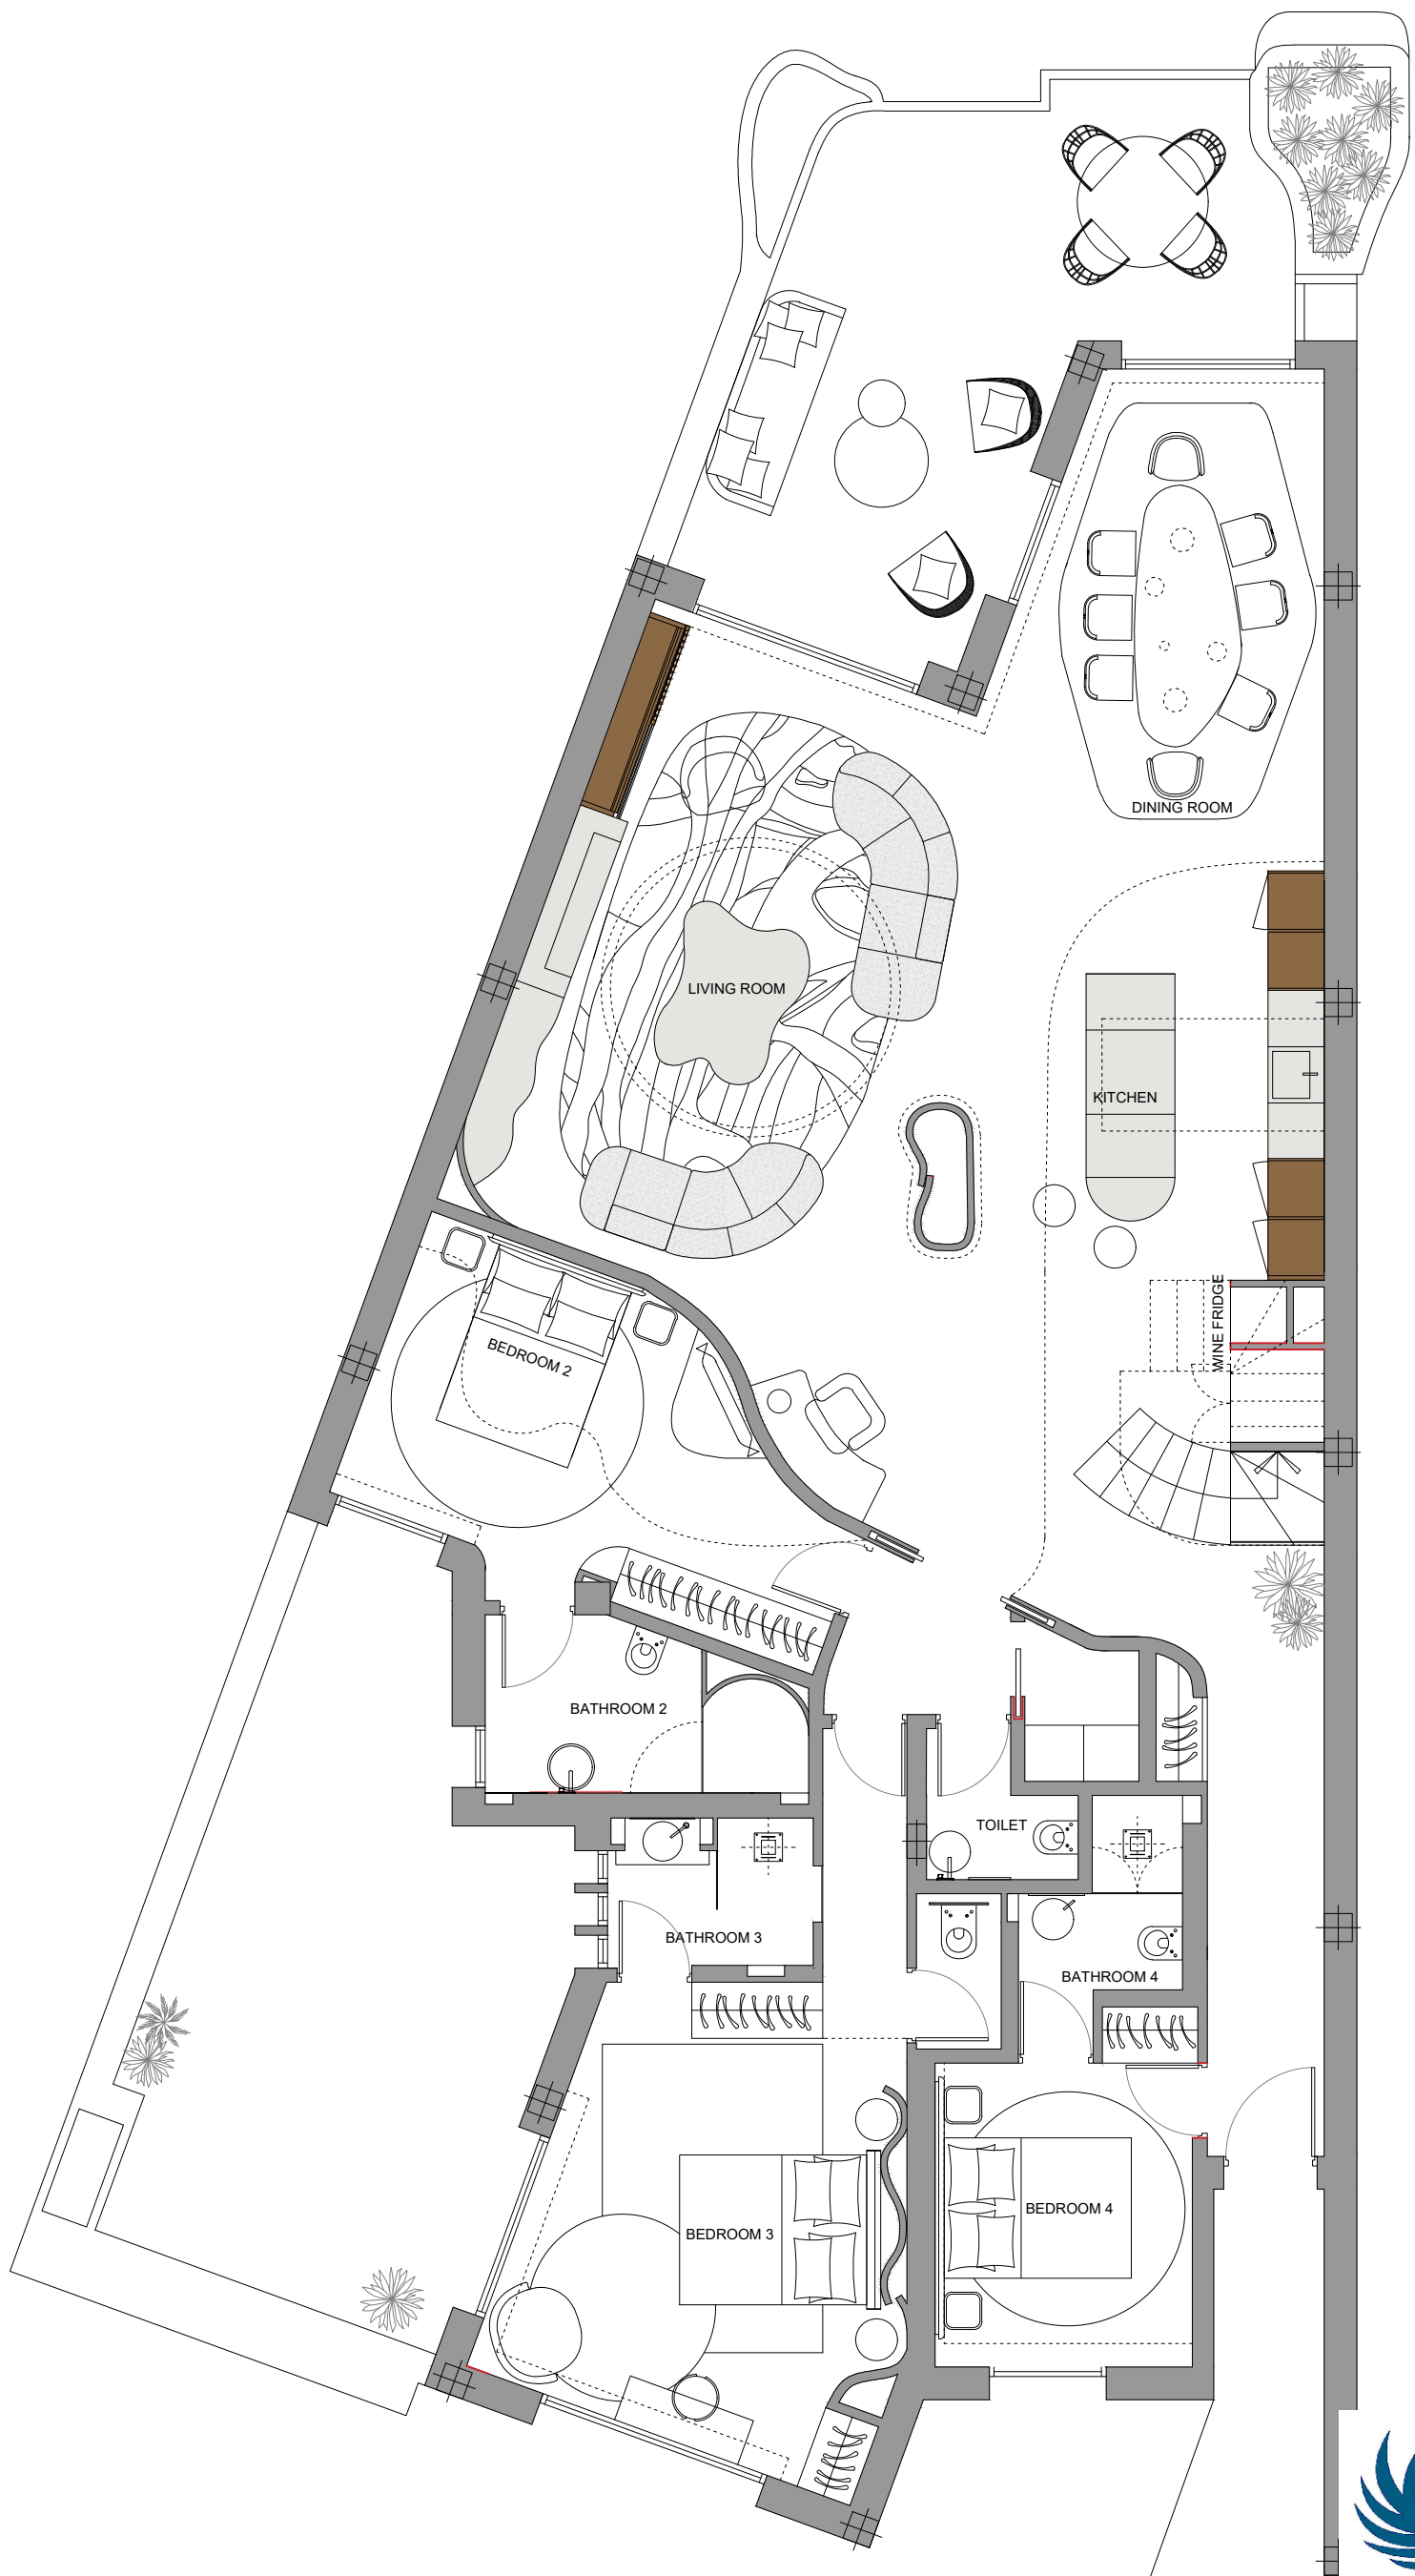 DINING ROOM
LIVING ROOM
KITCHEN
WINE FRIDGE
BEDROOM 2
BATHROOM 2
TOILET
BATHROOM 3
BATHROOM 4
BEDROOM 4
BEDROOM 3